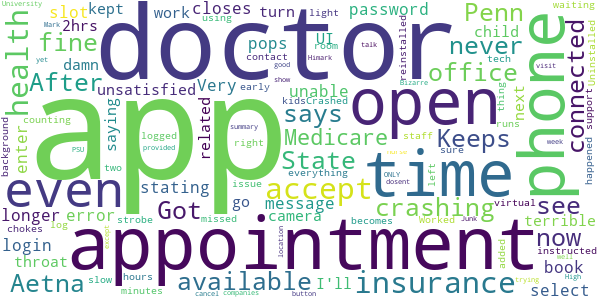 University
slot
kept
work
closes
turn
light
password
Penn
waiting
Mark
2hrs
using
health
fine
damn
pops
UI
room
contact
doctor
child
never
talk
reinstalled
good
yet
After
Very
early
show
office
tech
unsatisfied
unable
kids
Crashed
Bizarre
Himark
visit
Uninstalled
open
phone
connected
saying
related
says
Medicare
next
thing
support
enter
counting
logged
summary
right
staff
runs
happened
background
PSU
two
provided
State
Keeps
sure
week
app
time
even
Got
stating
everything
issue
accept
ONLY
dosent
see
longer
error
go
message
left
crashing
virtual
login
strobe
missed
camera
becomes
Worked
Junk
now
terrible
chokes
log
appointment
location
added
book
instructed
throat
hours
available
I'll
insurance
select
well
High
Aetna
slow
minutes
cancel
companies
except
button
trying